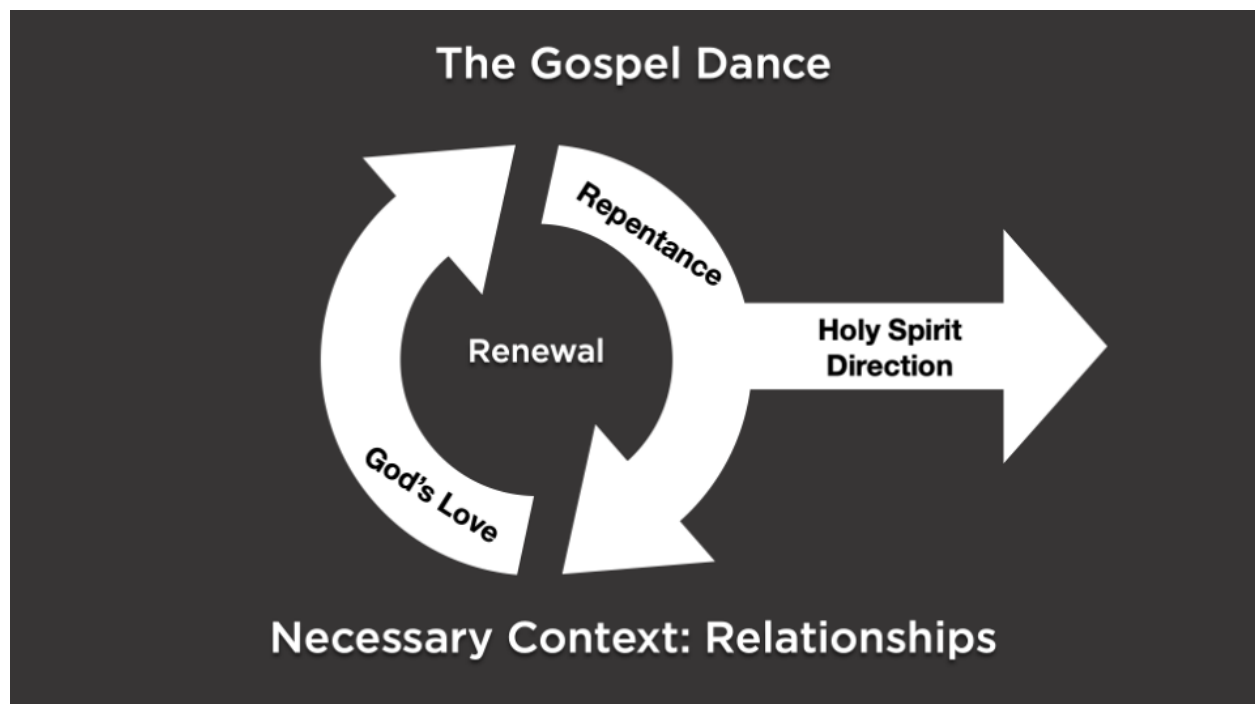 The Gospel Dance
Repentance
Renewal
Holy Spirit
Direction
God's Love
Necessary Context: Relationships